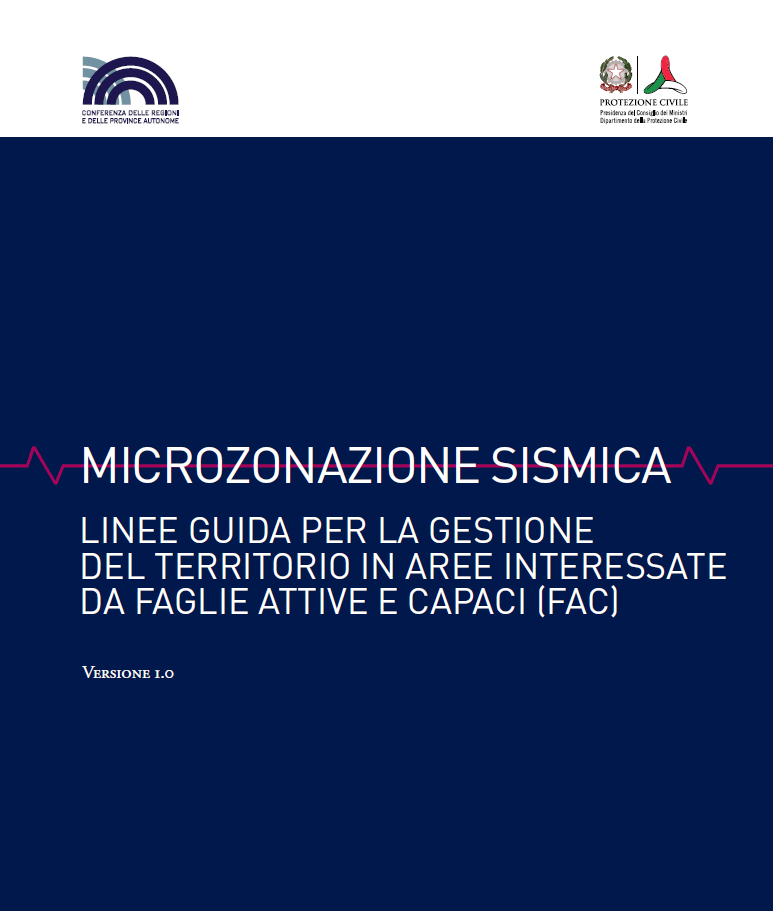 CONFERENZA DELLE REGIONI
E DELLE PROVINCE AUTONOME
PROTEZIONE CIVILE
Presidenza del Consiglio dei Ministri
Dipartimento della Protezione Civile
MICROZONAZIONE SISMICA
LINEE GUIDA PER LA GESTIONE
DEL TERRITORIO IN AREE INTERESSATE
DA FAGLIE ATTIVE E CAPACI (FAC)
VERSIONE 1.0